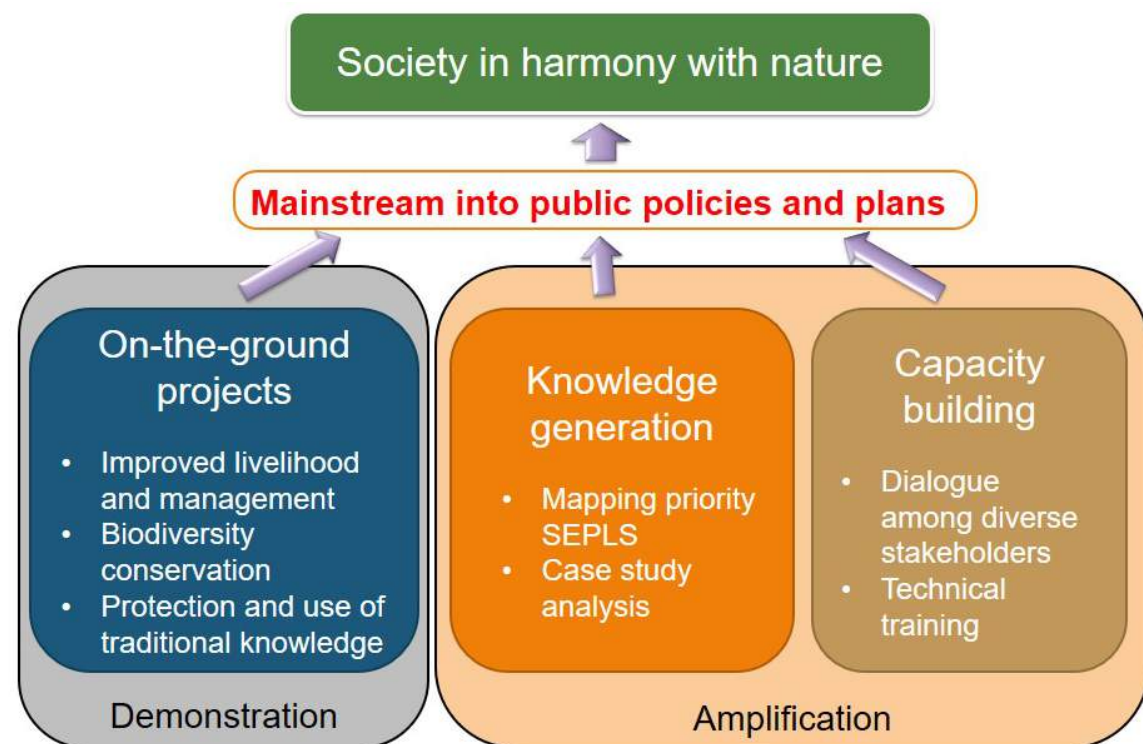 Society in harmony with nature
Mainstream into public policies and plans
On-the-ground
projects
• Improved livelihood
and management
• Biodiversity
conservation
• Protection and use of
traditional knowledge
Demonstration
Knowledge
generation
• Mapping priority
SEPLS
• Case study
analysis
Capacity
building
• Dialogue
among diverse
stakeholders
• Technical
training
Amplification